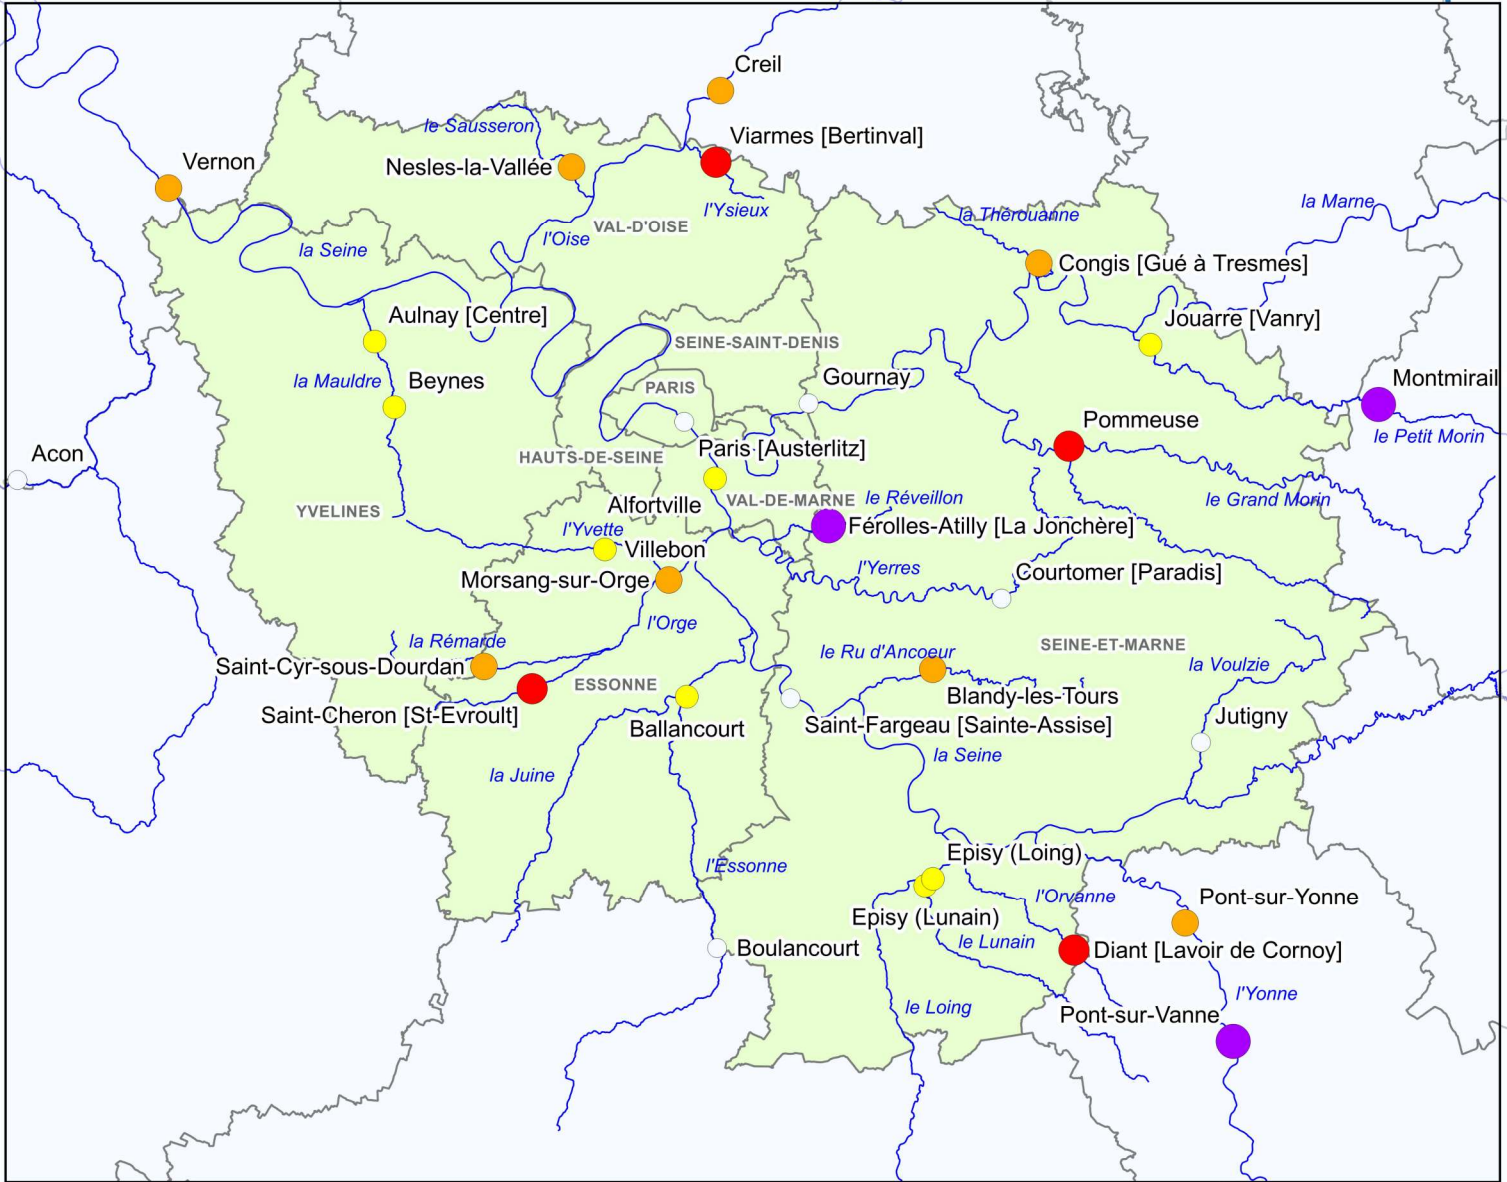 Creil
le Sausseron
Viarmes [Bertinval]
Vernon
Nesles-la-Vallée
l'Ysieux
la Thérouanne
la Marne
VAL-D'OISE
l'Oise
la Seine
Congis [Gué à Tresmes]
Aulnay [Centre]
Jouarre [Vanry]
SEINE-SAINT-DENIS
la Mauldre
Beynes
PARIS
Gournay
Montmirail
Pommeuse
le Petit Morin
Acon
Paris [Austerlitz]
HAUTS-DE-SEINE
YVELINES
Alfortville
VAL-DE-MARNE
le Réveillon
le Grand Morin
l'Yvette
Férolles-Atilly [La Jonchère]
Villebon
Morsang-sur-Orge
l'Yerres
Courtomer [Paradis]
l'Orge
la Rémarde
SEINE-ET-MARNE
le Ru d'Ancoeur
la Voulzie
Saint-Cyr-sous-Dourdan
ESSONNE
Blandy-les-Tours
Saint-Cheron [St-Evroult]
Ballancourt
Saint-Fargeau [Sainte-Assise]
Jutigny
la Seine
la Juine
Episy (Loing)
l'Essonne
l'Orvanne
Pont-sur-Yonne
Episy (Lunain)
le Lunain
Boulancourt
Diant [Lavoir de Cornoy]
l'Yonne
le Loing
Pont-sur-Vanne